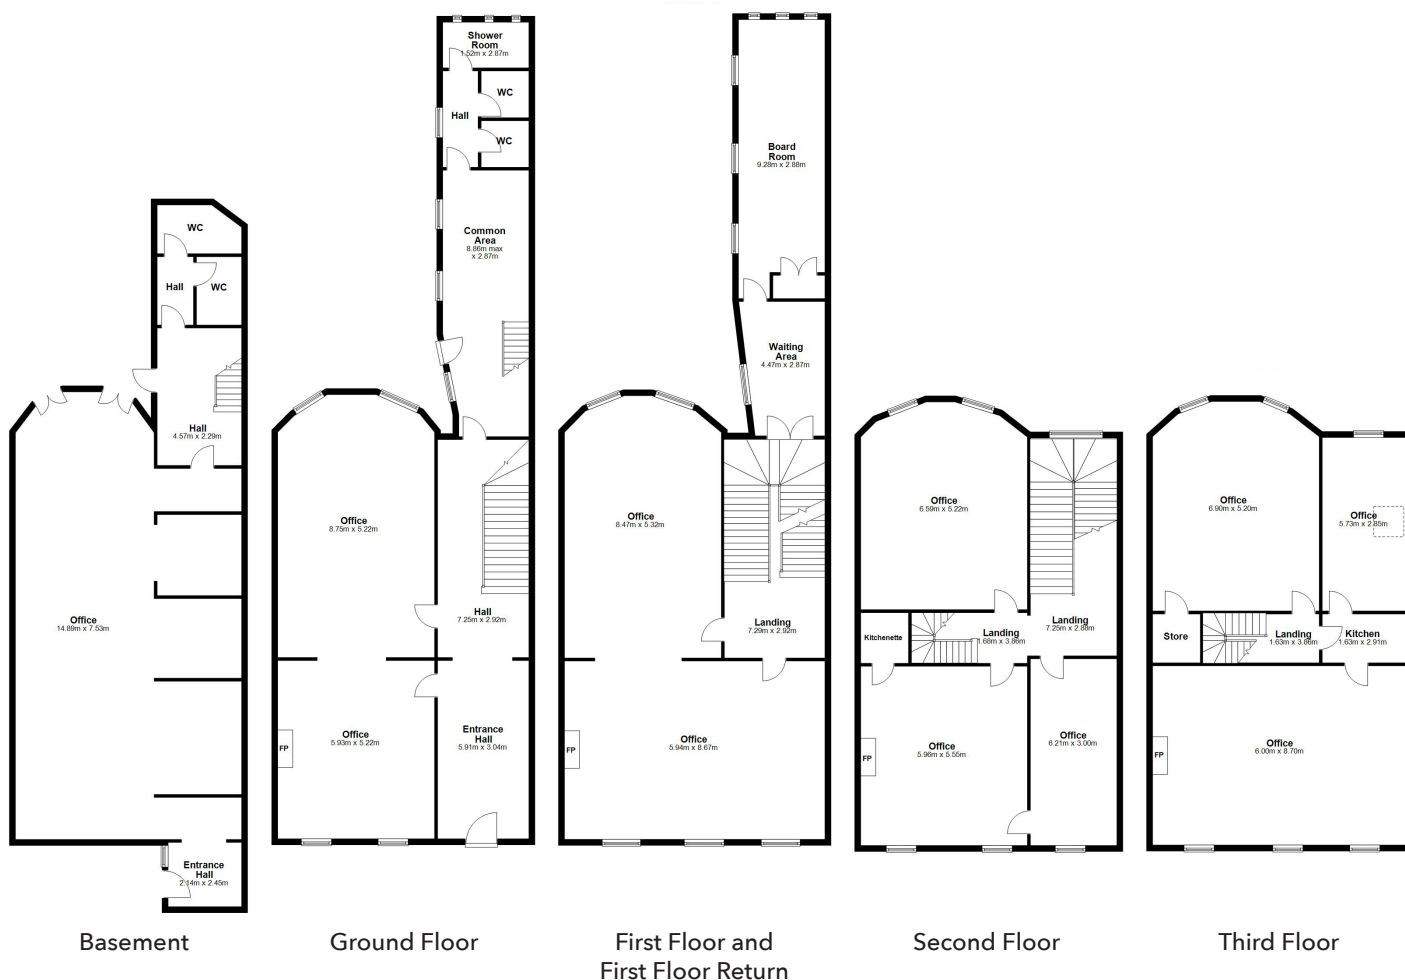 WC
Hall
WC
Hall
4.57m x 2.29m
Office
14.89m x 7.53m
Entrance
Hall
2.14m x 2.45m
Basement
Shower
Room
1.52m x 2.87m
WC
Hall
WC
Common
Area
8.86m max
x 2.87m
Office
8.75m x 5.22m
Hall
7.25m x 2.92m
Office
5.93m x 5.22m
FP
Entrance
Hall
5.91m x 3.04m
Ground Floor
Board
Room
9.28m x 2.88m
Waiting
Area
4.47m x 2.87m
Office
8.47m x 5.32m
Landing
7.29m x 2.92m
Office
5.94m x 8.67m
FP
First Floor and
First Floor Return
Office
6.59m x 5.22m
Kitchenette
Landing
1.68m x 3.86m
Landing
7.25m x 2.88m
Office
5.96m x 5.55m
FP
Office
6.21m x 3.00m
Second Floor
Office
6.90m x 5.20m
Office
5.73m x 2.85m
Store
Landing
1.63m x 3.86m
Kitchen
1.63m x 2.91m
Office
6.00m x 8.70m
FP
Third Floor